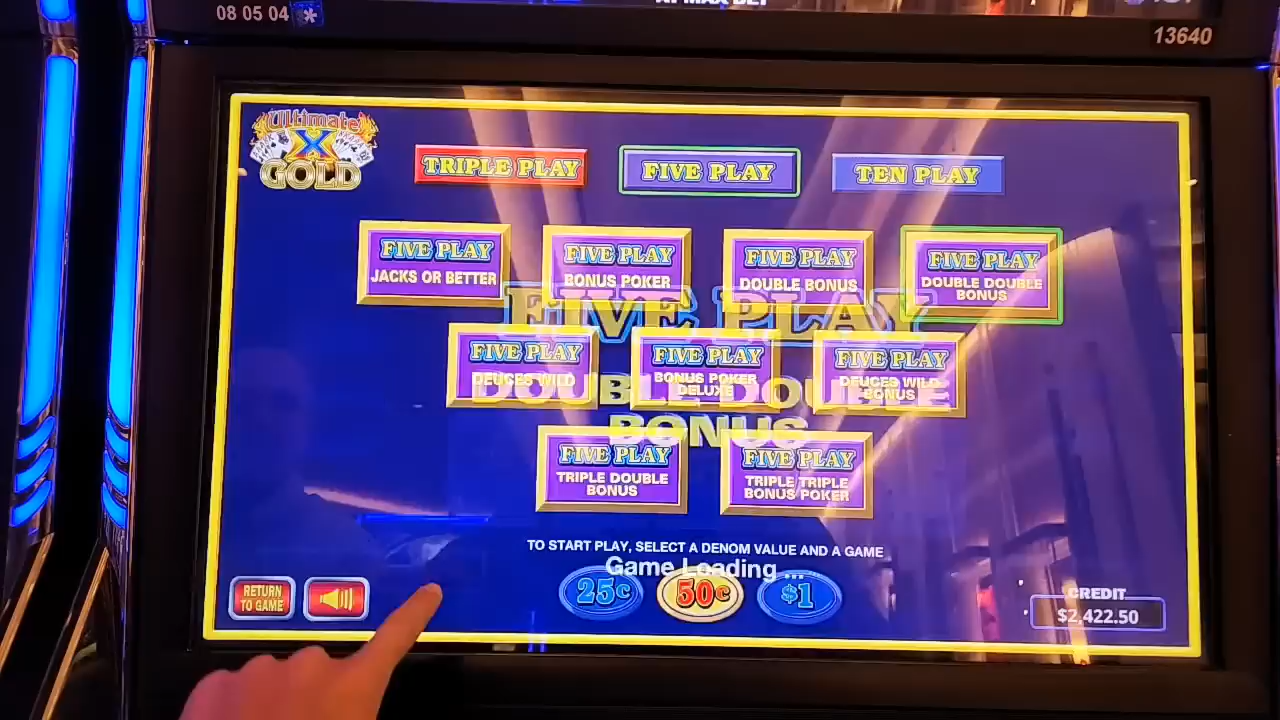 08 05 04 *
13640
Ultimate
X
GOLD
TRIPLE PLAY
FIVE PLAY
TEN PLAY
FIVE PLAY
JACKS OR BETTER
FIVE PLAY
BONUS POKER
FIVE PLAY
DOUBLE BONUS
FIVE PLAY
DOUBLE DOUBLE
BONUS
FIVE PLAY
DOUBLE DOUBLE
BONUS
FIVE PLAY
DEUCES WILD
FIVE PLAY
BONUS POKER
DELUXE
FIVE PLAY
DEUCES WILD
BONUS
FIVE PLAY
TRIPLE DOUBLE
BONUS
FIVE PLAY
TRIPLE TRIPLE
BONUS POKER
TO START PLAY, SELECT A DENOM VALUE AND A GAME
Game Loading ...
RETURN
TO GAME
25¢
50¢
$1
CREDIT
$2,422.50